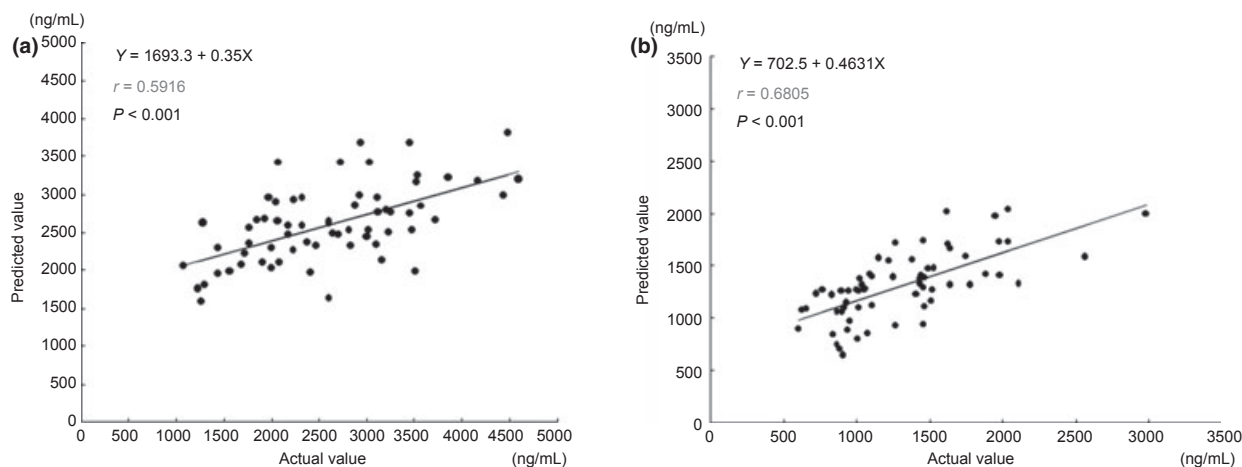 (ng/mL)
(a)
Y = 1693.3 + 0.35X
r = 0.5916
P < 0.001
5000
4500
4000
3500
3000
2500
2000
1500
1000
500
0
Predicted value
0 500 1000 1500 2000 2500 3000 3500 4000 4500 5000
Actual value (ng/mL)
(ng/mL)
(b)
Y = 702.5 + 0.4631X
r = 0.6805
P < 0.001
3500
3000
2500
2000
1500
1000
500
0
Predicted value
0 500 1000 1500 2000 2500 3000 3500
Actual value (ng/mL)